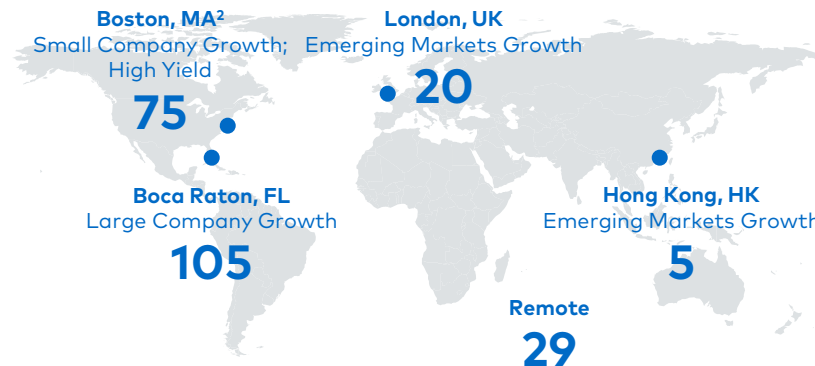 Boston, MA²
Small Company Growth;
High Yield
75
London, UK
Emerging Markets Growth
20
Boca Raton, FL
Large Company Growth
105
Hong Kong, HK
Emerging Markets Growth
5
Remote
29